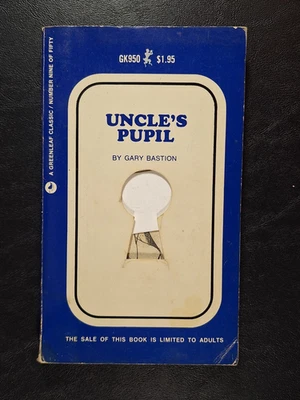 GK950 $1.95
A GREENLEAF CLASSIC / NUMBER NINE OF FIFTY
UNCLE'S
PUPIL
BY GARY BASTION
THE SALE OF THIS BOOK IS LIMITED TO ADULTS